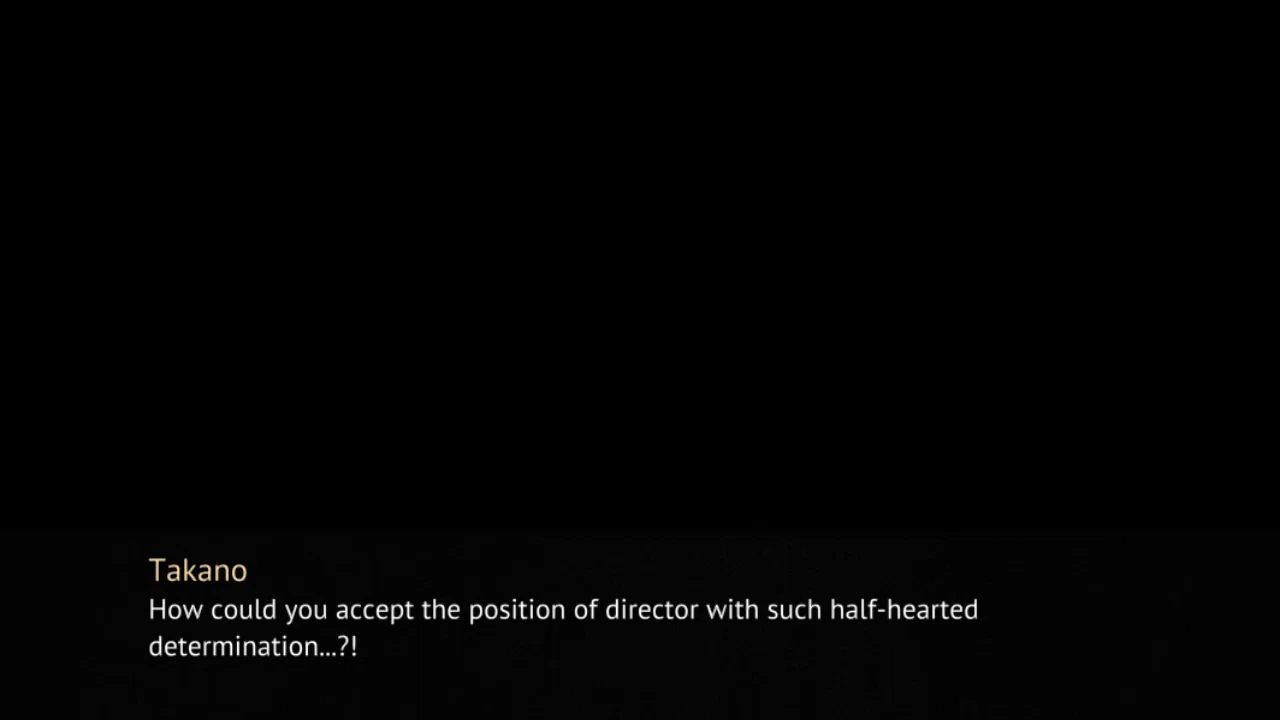 Takano
How could you accept the position of director with such half-hearted
determination...?!